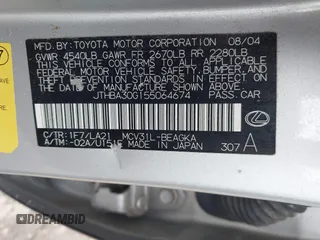 MFD. BY: TOYOTA MOTOR CORPORATION 08/04
GVWR 4540LB GAWR FR 2670LB RR 2280LB
THIS VEHICLE CONFORMS TO ALL APPLICABLE
FEDERAL MOTOR VEHICLE SAFETY, BUMPER, AND
THEFT PREVENTION STANDARDS IN EFFECT ON
THE DATE OF MANUFACTURE SHOWN ABOVE.
JTHBA30G155064674 PASS. CAR
C/TR: 1F7/LA21 MCV31L-BEAGKA
A/TM: -02A/U151F MADE IN JAPAN 307 A
AUTOBIDMASTER